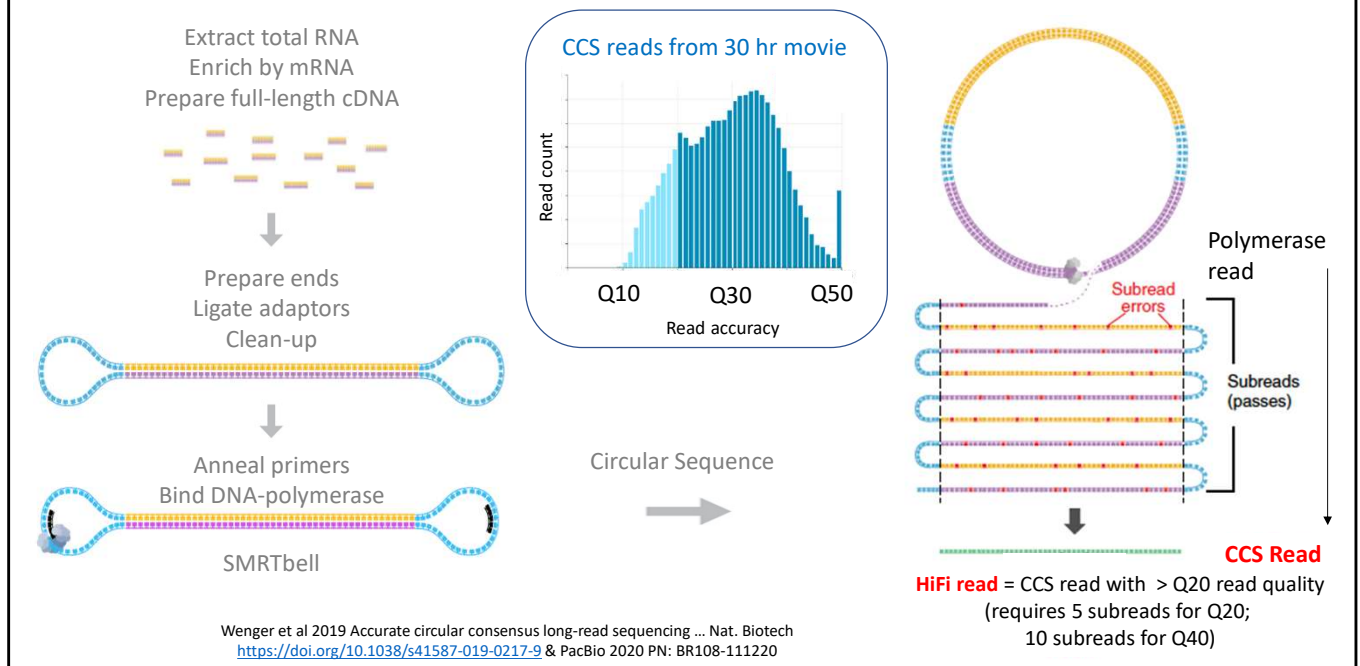 Extract total RNA
Enrich by mRNA
Prepare full-length cDNA
Prepare ends
Ligate adaptors
Clean-up
Anneal primers
Bind DNA-polymerase
SMRTbell
CCS reads from 30 hr movie
Read count
Q10
Q30
Q50
Read accuracy
Circular Sequence
Polymerase
read
Subread
errors
Subreads
(passes)
CCS Read
HiFi read = CCS read with > Q20 read quality
(requires 5 subreads for Q20;
10 subreads for Q40)
Wenger et al 2019 Accurate circular consensus long-read sequencing ... Nat. Biotech
https://doi.org/10.1038/s41587-019-0217-9 & PacBio 2020 PN: BR108-111220